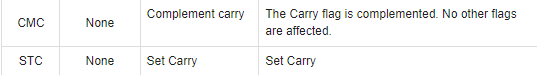 CMC None Complement carry The Carry flag is complemented. No other flags
are affected.
STC None Set Carry Set Carry